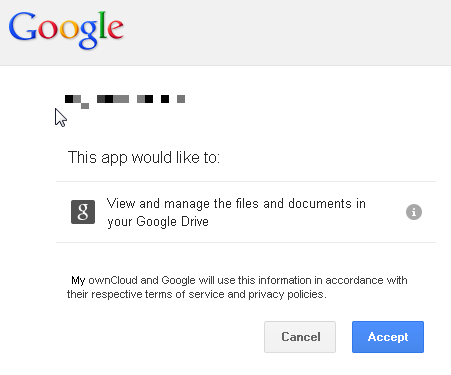 Google
This app would like to:
g
View and manage the files and documents in
your Google Drive
i
My ownCloud and Google will use this information in accordance with
their respective terms of service and privacy policies.
Cancel
Accept